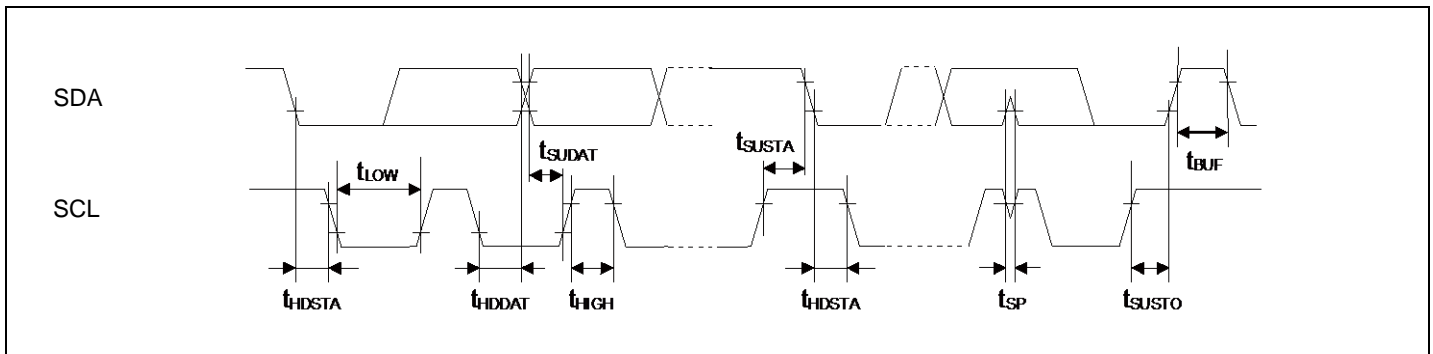 SDA
tSUDAT
tSUSTA
tBUF
tLOW
SCL
tHDSTA
tHDDAT
tHIGH
tHDSTA
tSP
tSUSTO